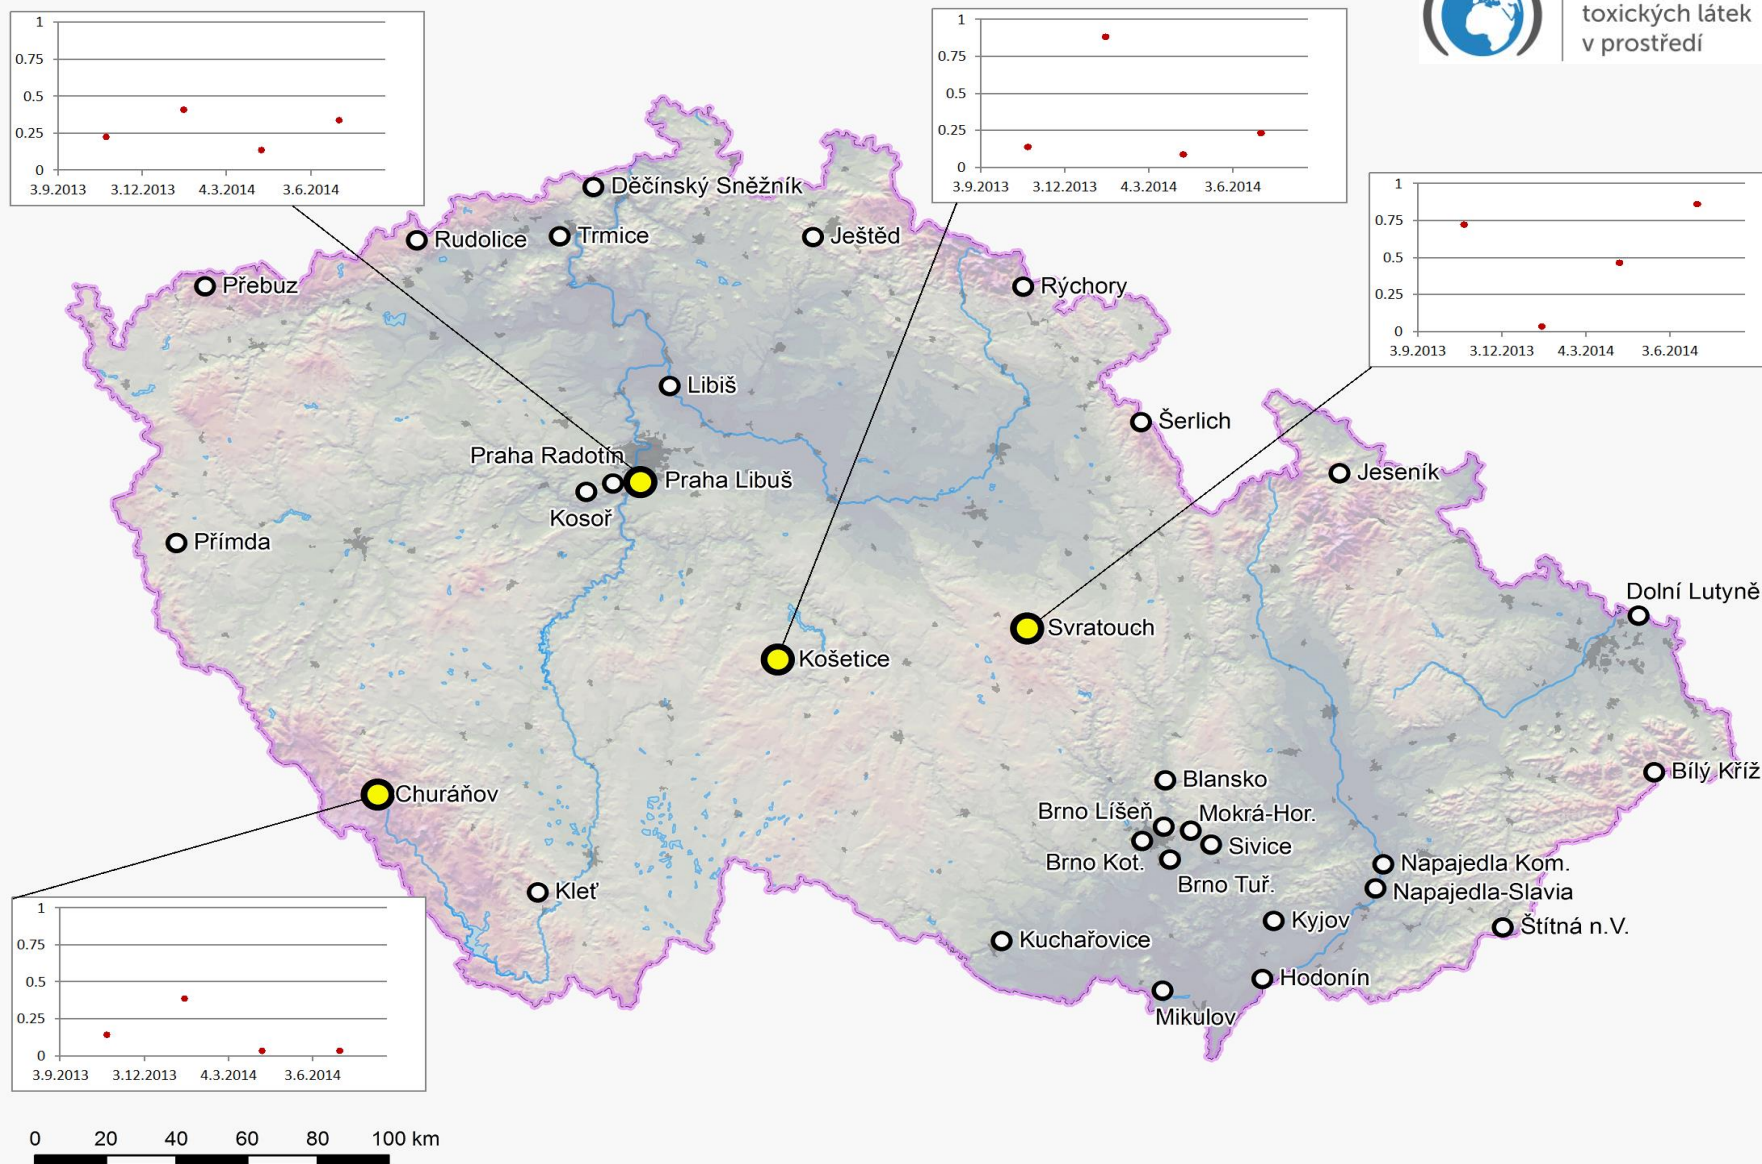 toxických látek
v prostředí
1
0.75
0.5
0.25
0
3.9.2013 3.12.2013 4.3.2014 3.6.2014
1
0.75
0.5
0.25
0
3.9.2013 3.12.2013 4.3.2014 3.6.2014
1
0.75
0.5
0.25
0
3.9.2013 3.12.2013 4.3.2014 3.6.2014
Děčínský Sněžník
Rudolice
Trmice
Ještěd
Přebuz
Rýchory
Libiš
Šerlich
Praha Radotín
Praha Libuš
Jeseník
Kosoř
Přímda
Dolní Lutyně
Svratouch
Košetice
Bílý Kříž
Blansko
Churáňov
Brno Líšeň
Mokrá-Hor.
Sivice
Brno Kot.
Napajedla Kom.
Brno Tuř.
Napajedla-Slavia
Kleť
Kyjov
Štítná n.V.
Kuchařovice
Hodonín
Mikulov
1
0.75
0.5
0.25
0
3.9.2013 3.12.2013 4.3.2014 3.6.2014
0 20 40 60 80 100 km